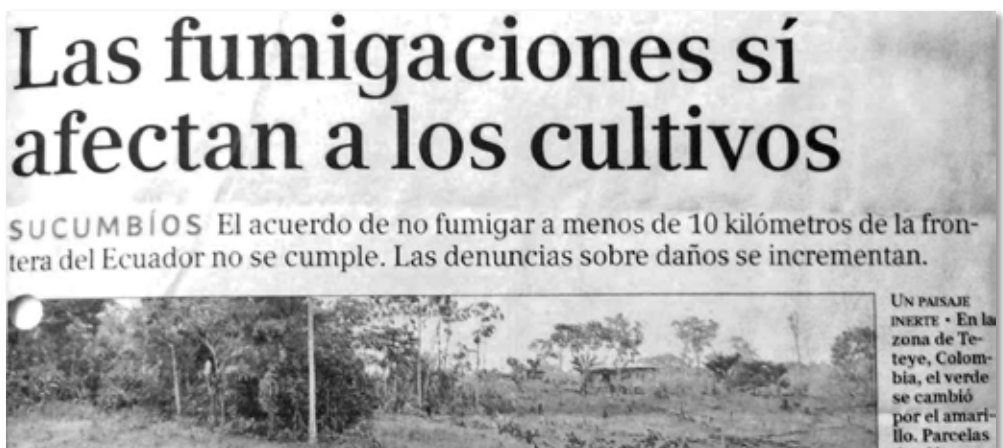 Las fumigaciones sí
afectan a los cultivos
SUCUMBÍOS El acuerdo de no fumigar a menos de 10 kilómetros de la fron-
tera del Ecuador no se cumple. Las denuncias sobre daños se incrementan.
UN PAISAJE
INERTE • En la
zona de Te-
teye, Colom-
bia, el verde
se cambió
por el amari-
llo. Parcelas